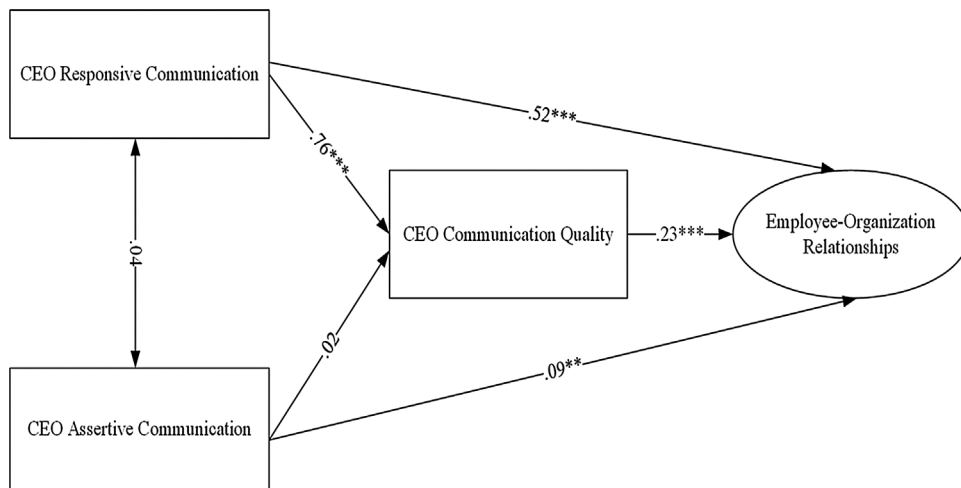 CEO Responsive Communication
.52***
.76***
CEO Communication Quality
.23***
Employee-Organization
Relationships
.04
.02
.09**
CEO Assertive Communication